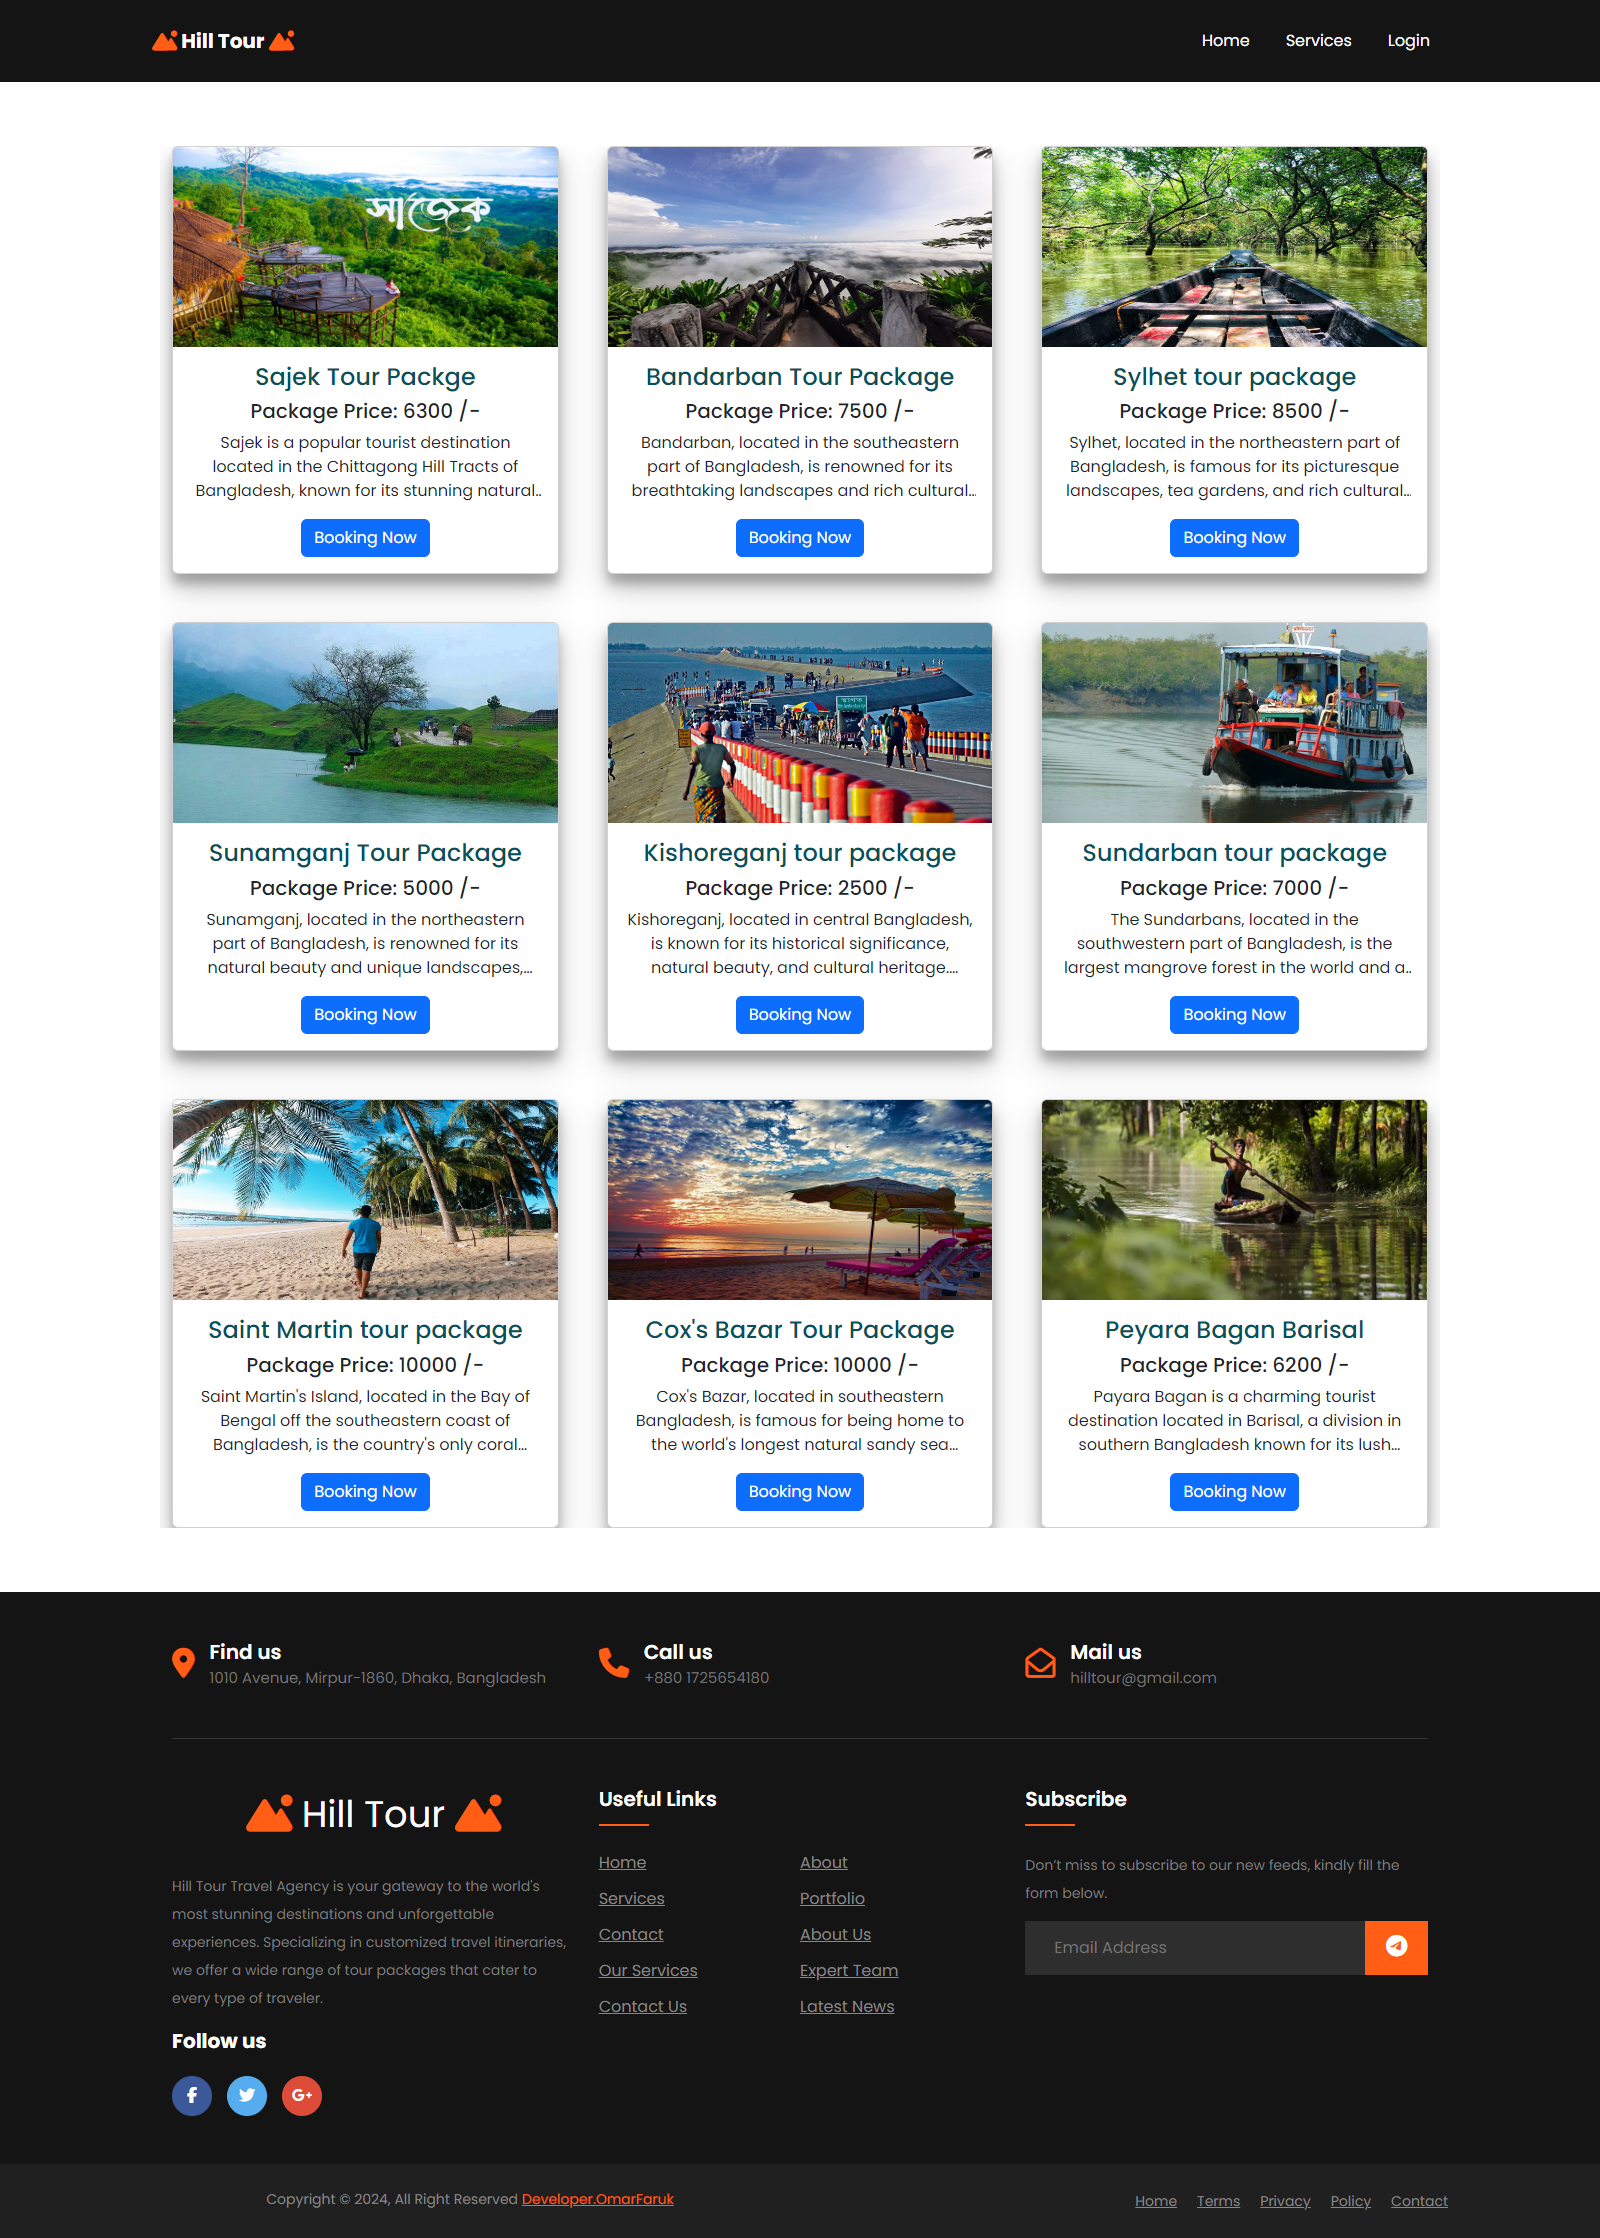 Hill Tour
Home Services Login
সাজেক
Sajek Tour Packge
Package Price: 6300 /-
Sajek is a popular tourist destination
located in the Chittagong Hill Tracts of
Bangladesh, known for its stunning natural..
Booking Now
Bandarban Tour Package
Package Price: 7500 /-
Bandarban, located in the southeastern
part of Bangladesh, is renowned for its
breathtaking landscapes and rich cultural...
Booking Now
Sylhet tour package
Package Price: 8500 /-
Sylhet, located in the northeastern part of
Bangladesh, is famous for its picturesque
landscapes, tea gardens, and rich cultural...
Booking Now
Sunamganj Tour Package
Package Price: 5000 /-
Sunamganj, located in the northeastern
part of Bangladesh, is renowned for its
natural beauty and unique landscapes,...
Booking Now
Kishoreganj tour package
Package Price: 2500 /-
Kishoreganj, located in central Bangladesh,
is known for its historical significance,
natural beauty, and cultural heritage....
Booking Now
Sundarban tour package
Package Price: 7000 /-
The Sundarbans, located in the
southwestern part of Bangladesh, is the
largest mangrove forest in the world and a..
Booking Now
Saint Martin tour package
Package Price: 10000 /-
Saint Martin's Island, located in the Bay of
Bengal off the southeastern coast of
Bangladesh, is the country's only coral...
Booking Now
Cox's Bazar Tour Package
Package Price: 10000 /-
Cox's Bazar, located in southeastern
Bangladesh, is famous for being home to
the world's longest natural sandy sea...
Booking Now
Peyara Bagan Barisal
Package Price: 6200 /-
Payara Bagan is a charming tourist
destination located in Barisal, a division in
southern Bangladesh known for its lush...
Booking Now
Find us
1010 Avenue, Mirpur-1860, Dhaka, Bangladesh
Call us
+880 1725654180
Mail us
hilltour@gmail.com
Hill Tour
Hill Tour Travel Agency is your gateway to the world's
most stunning destinations and unforgettable
experiences. Specializing in customized travel itineraries,
we offer a wide range of tour packages that cater to
every type of traveler.
Follow us
G+
Useful Links
Home About
Services Portfolio
Contact About Us
Our Services Expert Team
Contact Us Latest News
Subscribe
Don’t miss to subscribe to our new feeds, kindly fill the
form below.
Email Address
Copyright © 2024, All Right Reserved Developer.OmarFaruk
Home Terms Privacy Policy Contact